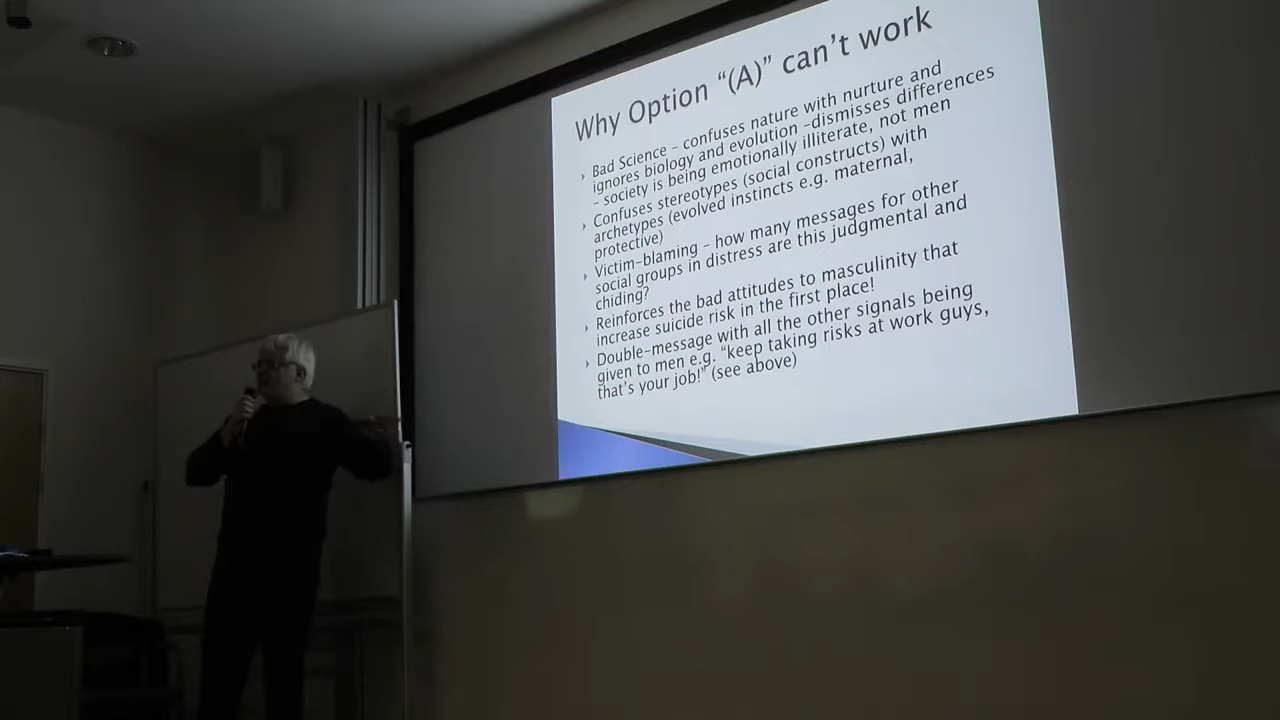 Why Option “(A)” can’t work
Bad Science – confuses nature with nurture and
ignores biology and evolution –dismisses differences
– society is being emotionally illiterate, not men
Confuses stereotypes (social constructs) with
archetypes (evolved instincts e.g. maternal,
protective)
Victim-blaming – how many messages for other
social groups in distress are this judgmental and
chiding?
Reinforces the bad attitudes to masculinity that
increase suicide risk in the first place!
Double-message with all the other signals being
given to men e.g. “keep taking risks at work guys,
that’s your job!” (see above)